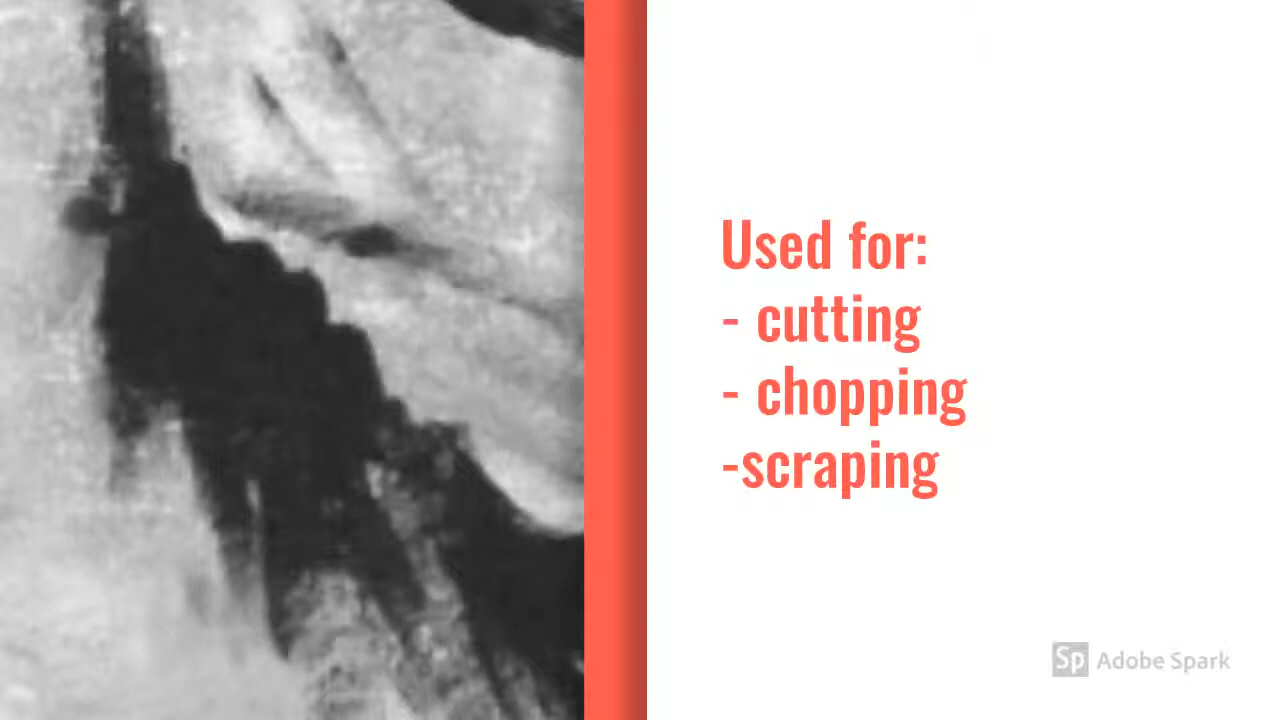 Used for:
- cutting
- chopping
-scraping
Sp Adobe Spark